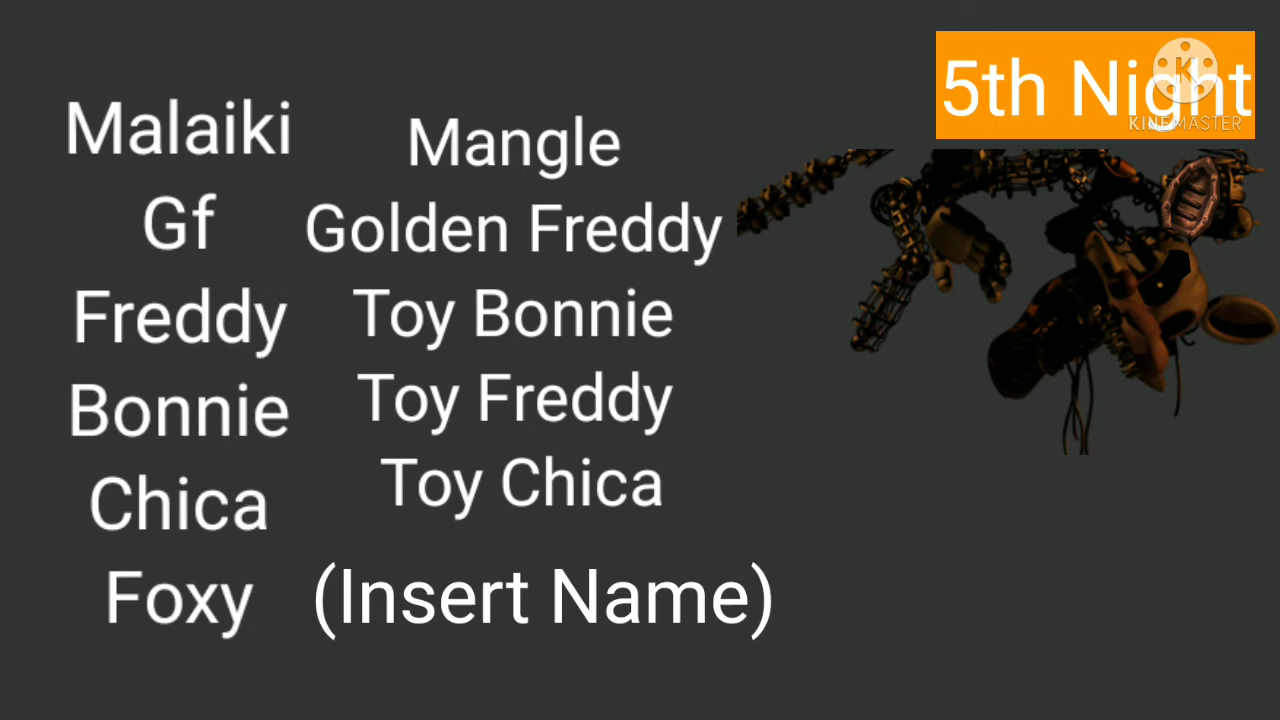 5th Night
KINEMASTER
Malaiki
Gf
Freddy
Bonnie
Chica
Foxy
Mangle
Golden Freddy
Toy Bonnie
Toy Freddy
Toy Chica
(Insert Name)